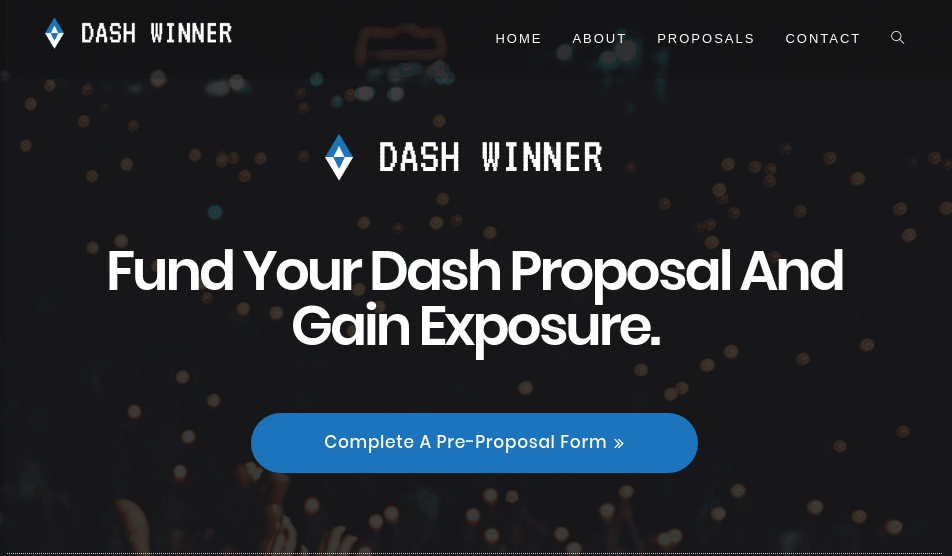 DASH WINNER
HOME ABOUT PROPOSALS CONTACT
DASH WINNER
Fund Your Dash Proposal And
Gain Exposure.
Complete A Pre-Proposal Form »